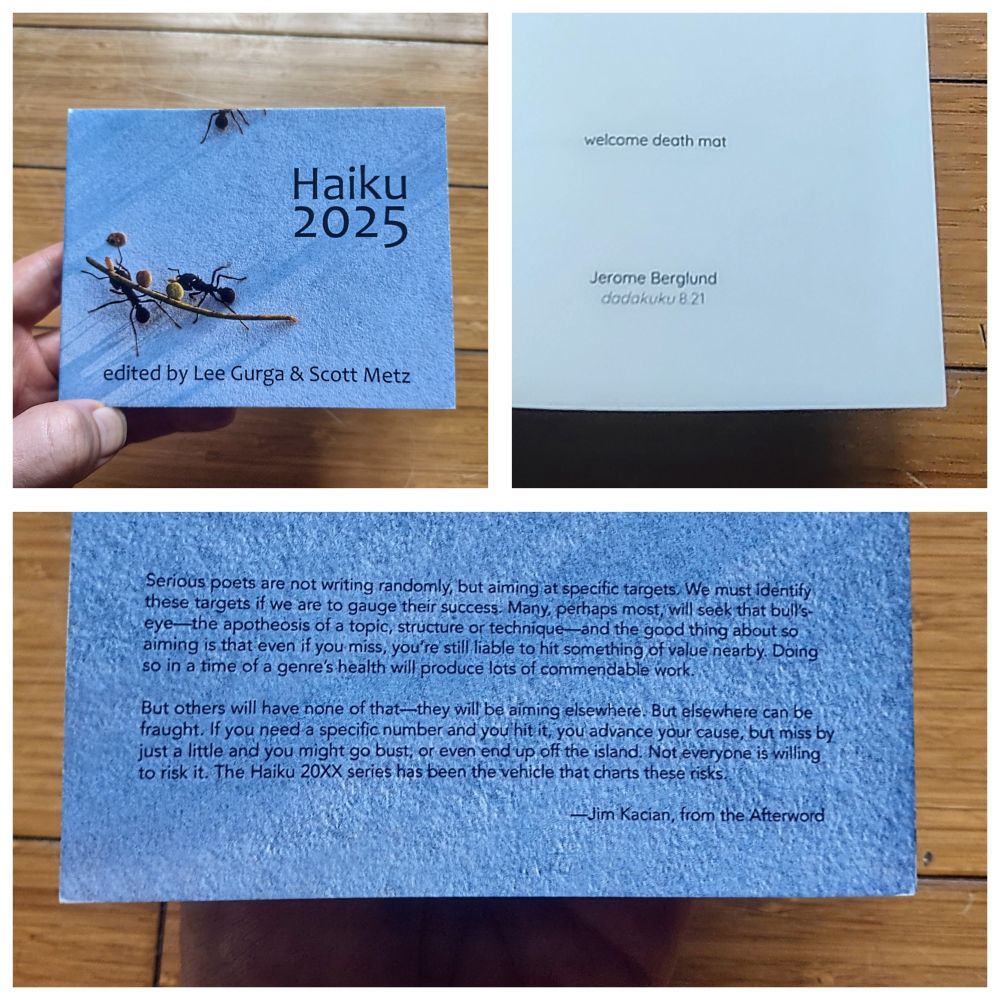 Haiku
2025
edited by Lee Gurga & Scott Metz
welcome death mat
Jerome Berglund
dadakuku 8.21
Serious poets are not writing randomly, but aiming at specific targets. We must identify
these targets if we are to gauge their success. Many, perhaps most, will seek that bull's-
eye—the apotheosis of a topic, structure or technique—and the good thing about so
aiming is that even if you miss, you're still liable to hit something of value nearby. Doing
so in a time of a genre's health will produce lots of commendable work.
But others will have none of that—they will be aiming elsewhere. But elsewhere can be
fraught. If you need a specific number and you hit it, you advance your cause, but miss by
just a little and you might go bust, or even end up off the island. Not everyone is willing
to risk it. The Haiku 20XX series has been the vehicle that charts these risks.
—Jim Kacian, from the Afterword